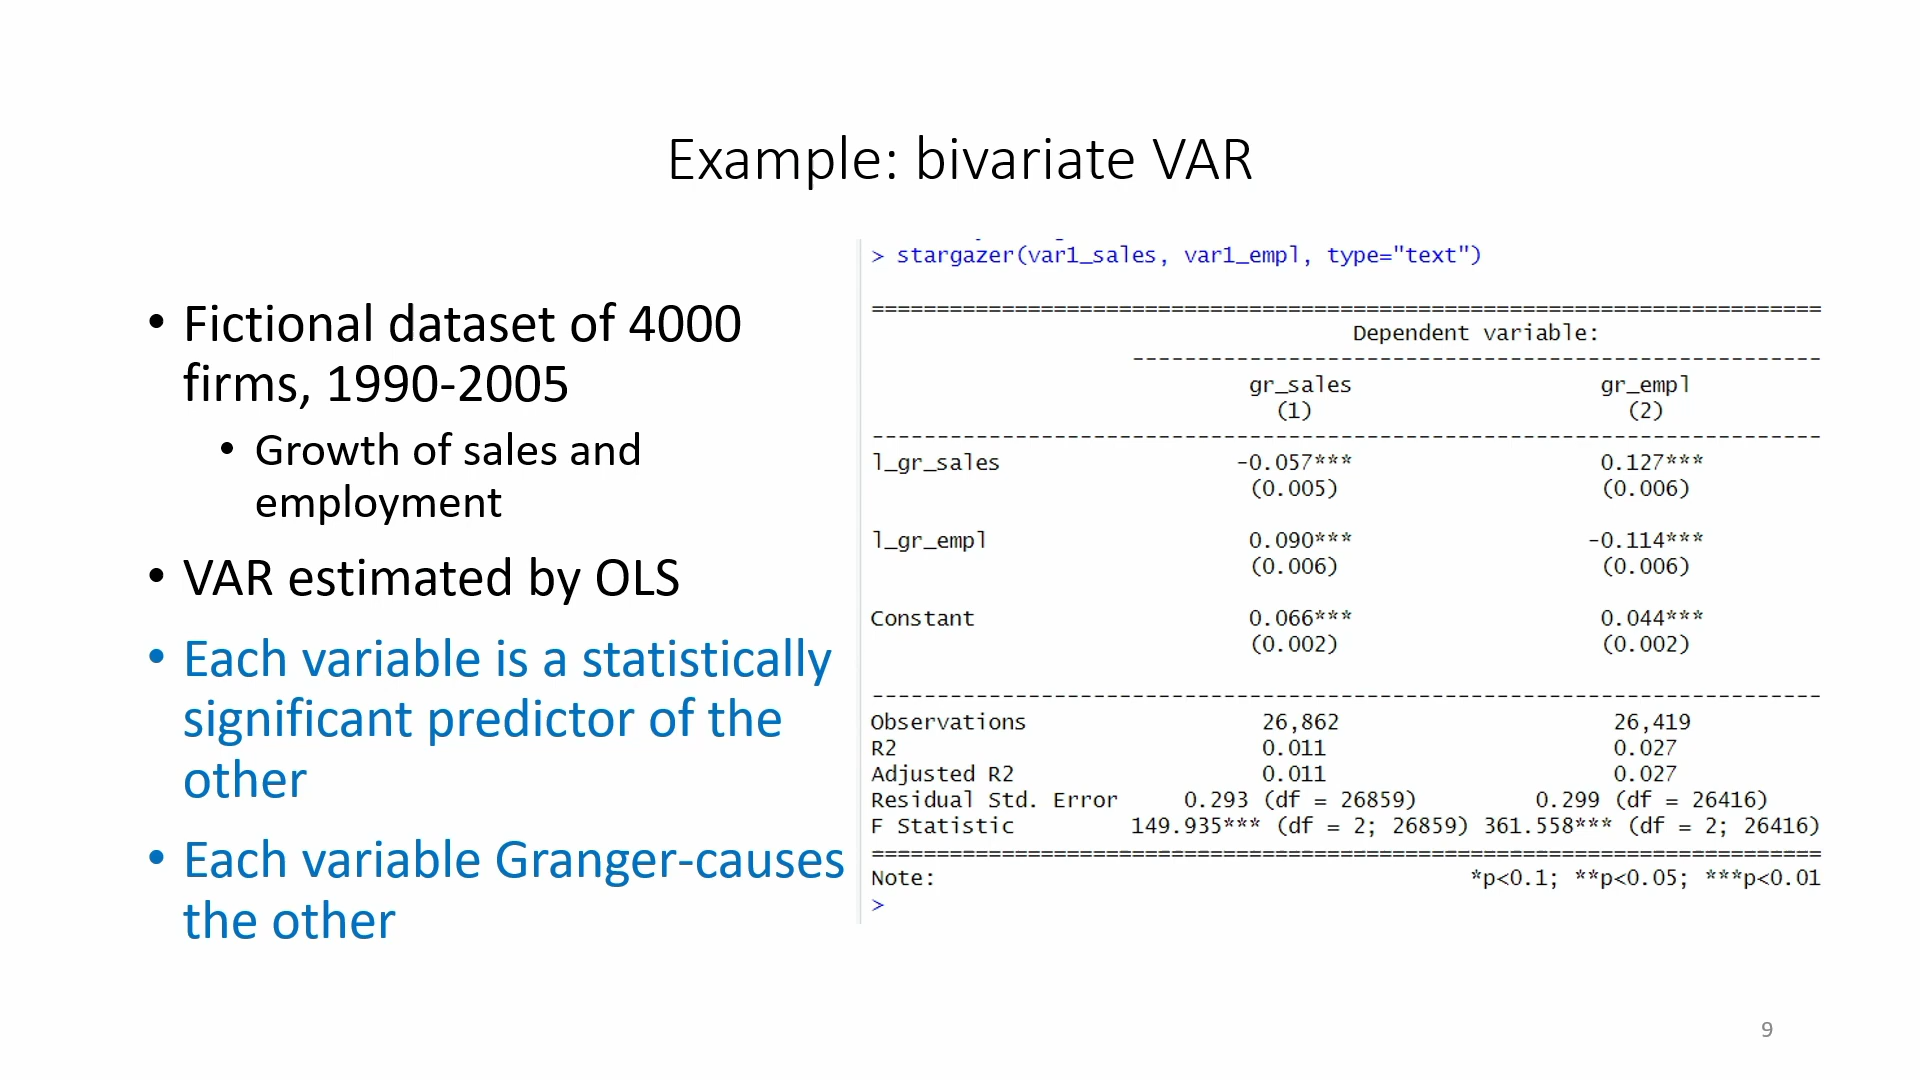 Example: bivariate VAR
• Fictional dataset of 4000
firms, 1990-2005
• Growth of sales and
employment
• VAR estimated by OLS
• Each variable is a statistically
significant predictor of the
other
• Each variable Granger-causes
the other
> stargazer(var1_sales, var1_empl, type="text")
=========================================================================
Dependent variable:
-----------------------------------------------------
gr_sales gr_empl
(1) (2)
-------------------------------------------------------------------------
l_gr_sales -0.057*** 0.127***
(0.005) (0.006)
l_gr_empl 0.090*** -0.114***
(0.006) (0.006)
Constant 0.066*** 0.044***
(0.002) (0.002)
-------------------------------------------------------------------------
Observations 26,862 26,419
R2 0.011 0.027
Adjusted R2 0.011 0.027
Residual Std. Error 0.293 (df = 26859) 0.299 (df = 26416)
F Statistic 149.935*** (df = 2; 26859) 361.558*** (df = 2; 26416)
=========================================================================
Note: *p<0.1; **p<0.05; ***p<0.01
>
9